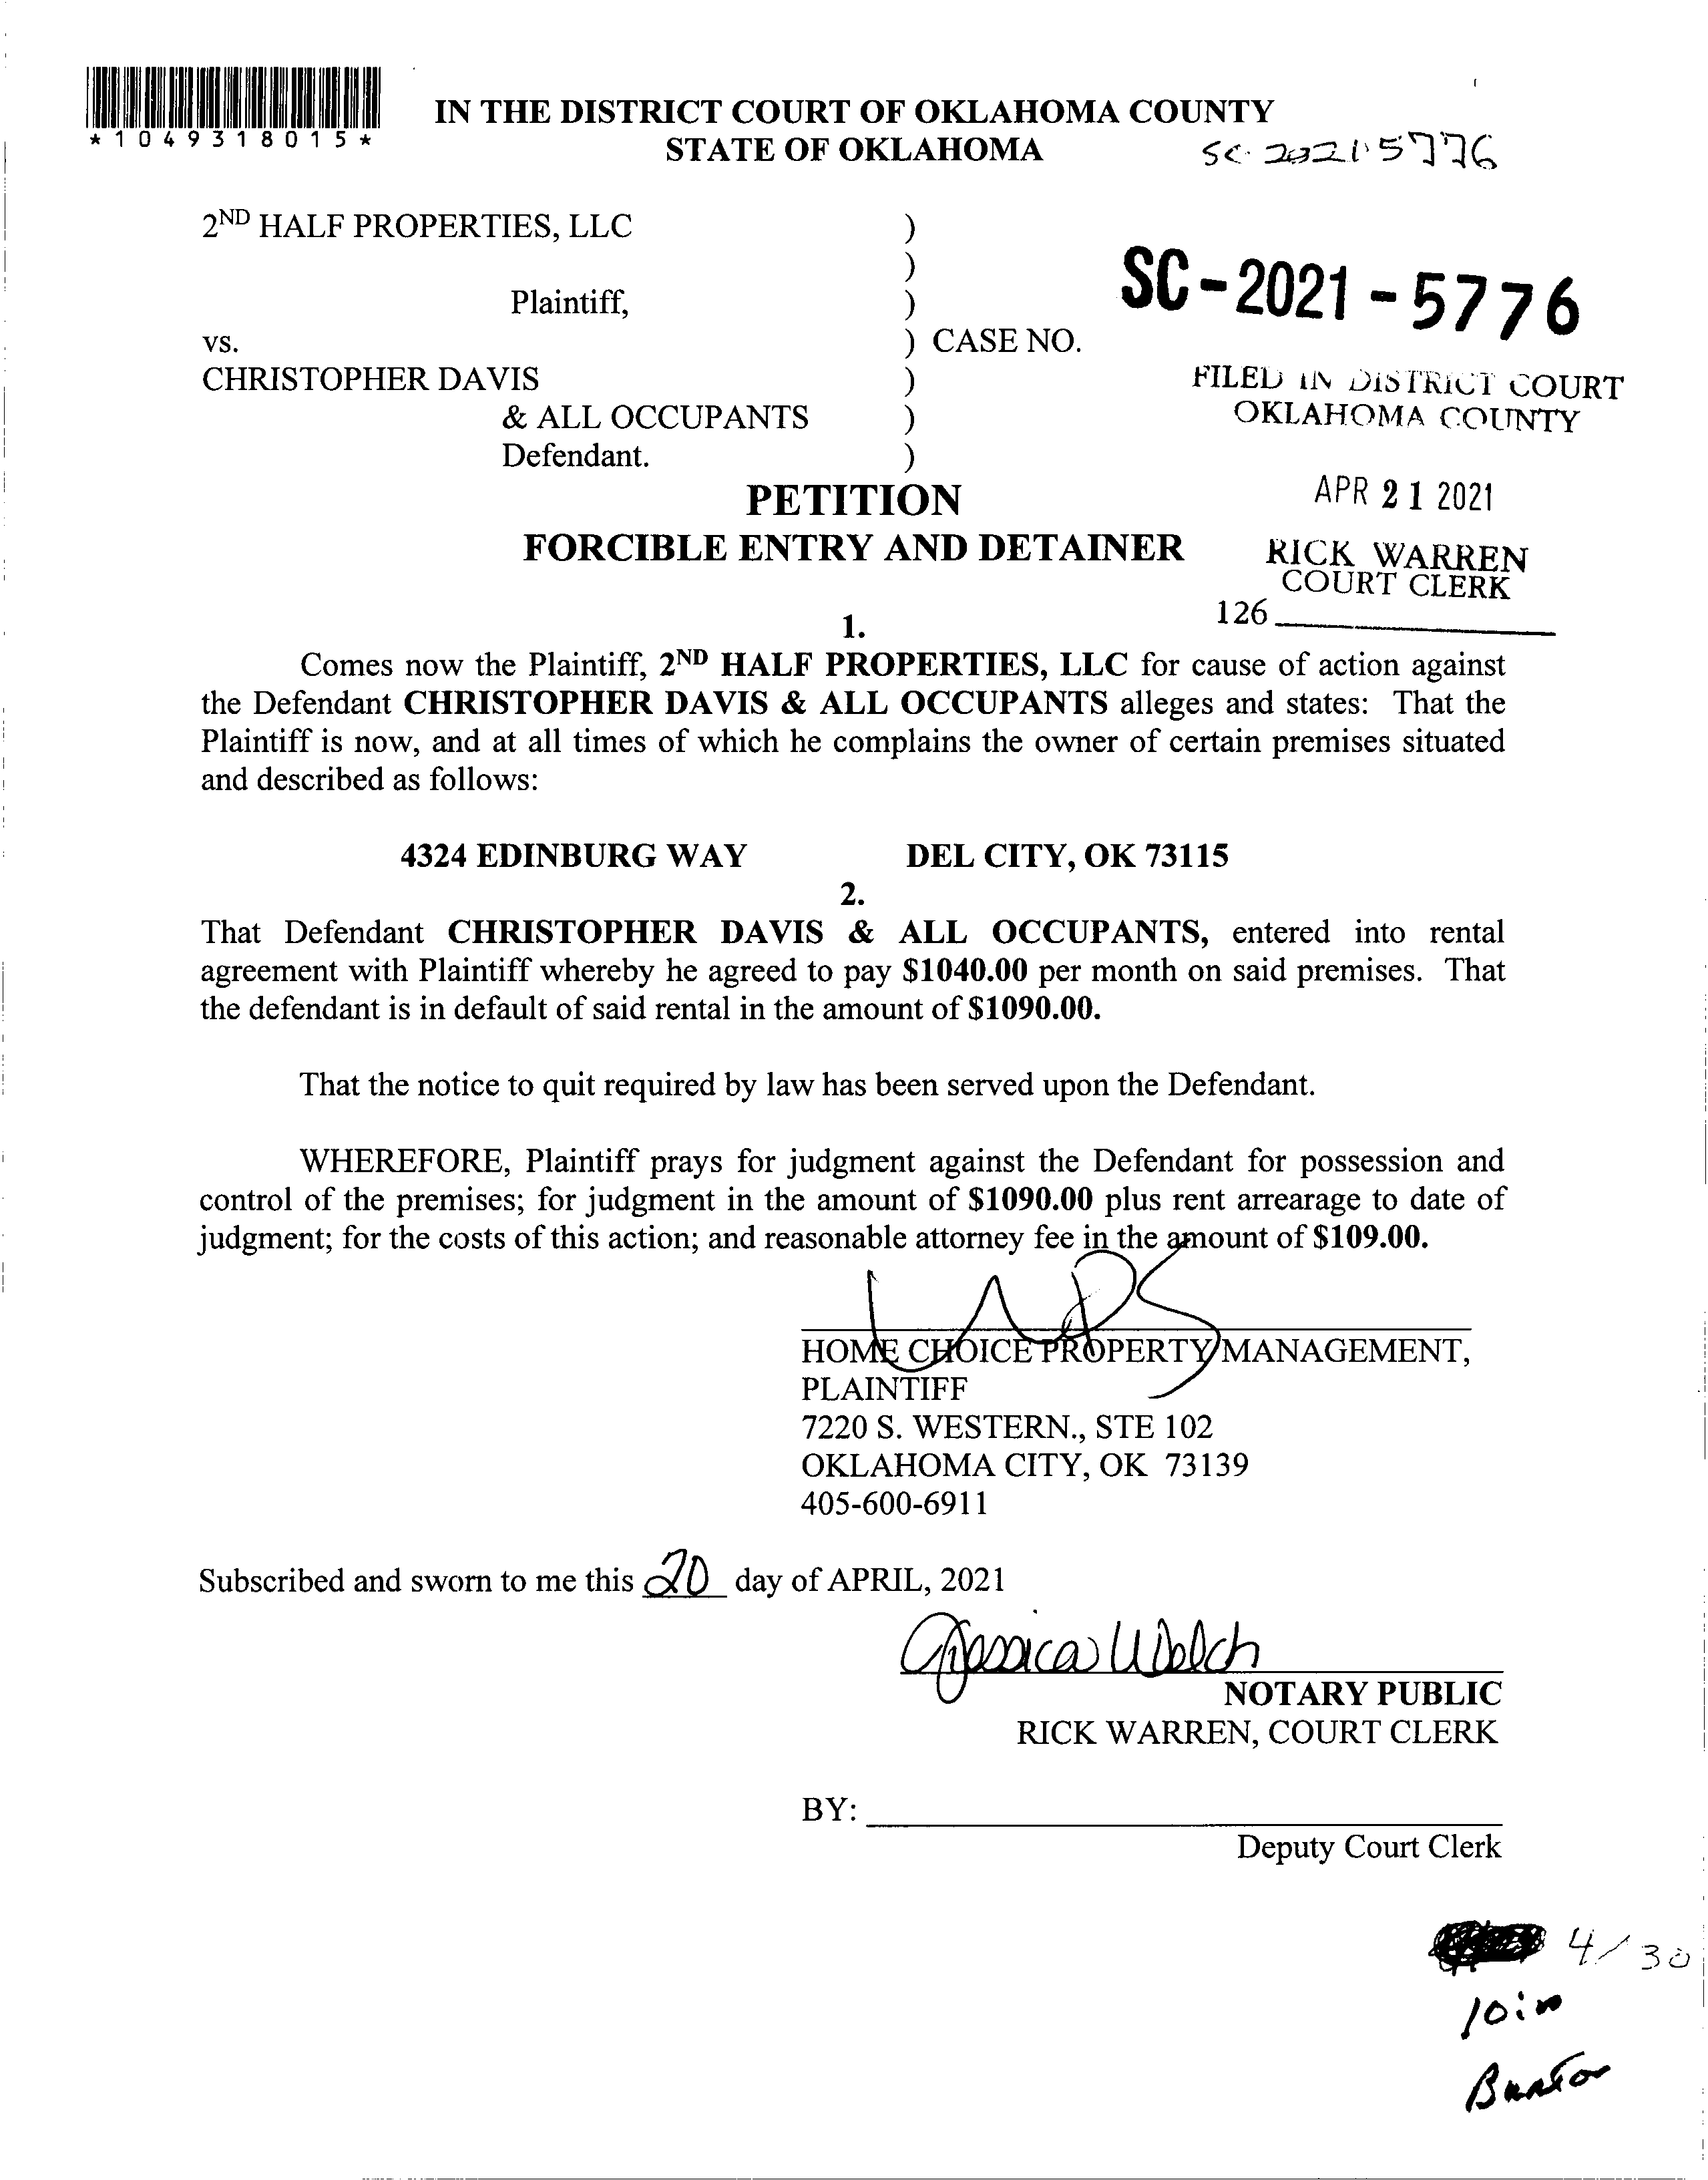 *1049318015*
IN THE DISTRICT COURT OF OKLAHOMA COUNTY
STATE OF OKLAHOMA
SC-2021-5776
2ND HALF PROPERTIES, LLC )
)
Plaintiff, )
SC-2021-5776
vs. ) CASE NO.
CHRISTOPHER DAVIS )
& ALL OCCUPANTS )
Defendant. )
FILED IN DISTRICT COURT
OKLAHOMA COUNTY
APR 21 2021
RICK WARREN
COURT CLERK
126
PETITION
FORCIBLE ENTRY AND DETAINER
1.
Comes now the Plaintiff, 2ND HALF PROPERTIES, LLC for cause of action against
the Defendant CHRISTOPHER DAVIS & ALL OCCUPANTS alleges and states: That the
Plaintiff is now, and at all times of which he complains the owner of certain premises situated
and described as follows:
4324 EDINBURG WAY DEL CITY, OK 73115
2.
That Defendant CHRISTOPHER DAVIS & ALL OCCUPANTS, entered into rental
agreement with Plaintiff whereby he agreed to pay $1040.00 per month on said premises. That
the defendant is in default of said rental in the amount of $1090.00.
That the notice to quit required by law has been served upon the Defendant.
WHEREFORE, Plaintiff prays for judgment against the Defendant for possession and
control of the premises; for judgment in the amount of $1090.00 plus rent arrearage to date of
judgment; for the costs of this action; and reasonable attorney fee in the amount of $109.00.
HOME CHOICE PROPERTY MANAGEMENT,
PLAINTIFF
7220 S. WESTERN., STE 102
OKLAHOMA CITY, OK 73139
405-600-6911
Subscribed and sworn to me this 20 day of APRIL, 2021
Jessica Welch
NOTARY PUBLIC
RICK WARREN, COURT CLERK
BY:
Deputy Court Clerk
4/30